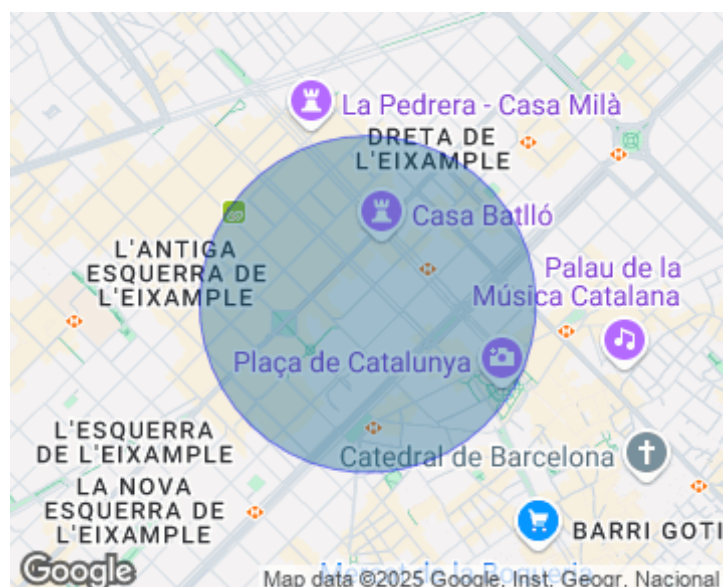 La Pedrera - Casa Milà
DRETA DE
L'EIXAMPLE
Casa Batlló
L'ANTIGA
ESQUERRA DE
L'EIXAMPLE
Palau de la
Música Catalana
Plaça de Catalunya
L'ESQUERRA
DE L'EIXAMPLE
Catedral de Barcelona
LA NOVA
ESQUERRA DE
L'EIXAMPLE
BARRI GOTI
Google
Map data ©2025 Google, Inst. Geogr. Nacional